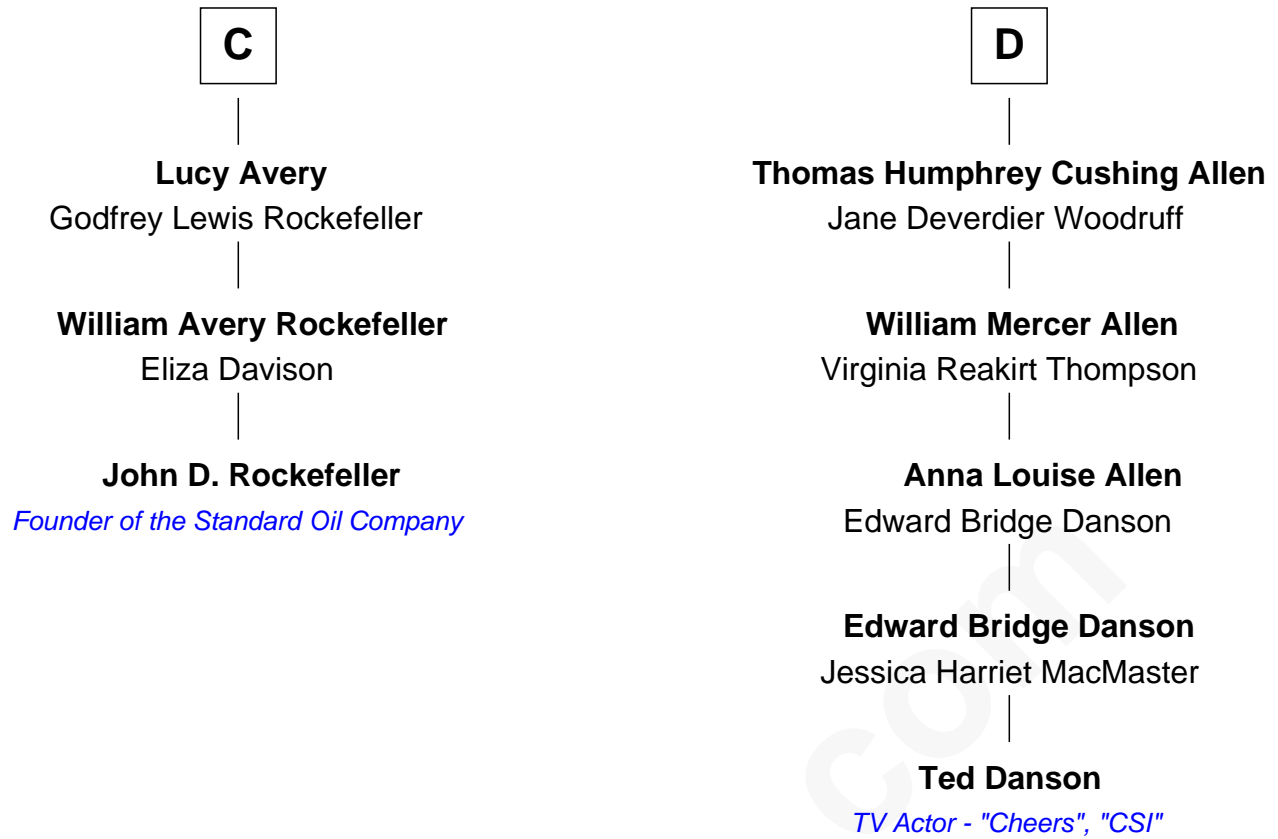 C
Lucy Avery
Godfrey Lewis Rockefeller
William Avery Rockefeller
Eliza Davison
John D. Rockefeller
Founder of the Standard Oil Company
D
Thomas Humphrey Cushing Allen
Jane Deverdier Woodruff
William Mercer Allen
Virginia Reakirt Thompson
Anna Louise Allen
Edward Bridge Danson
Edward Bridge Danson
Jessica Harriet MacMaster
Ted Danson
TV Actor - "Cheers", "CSI"
com